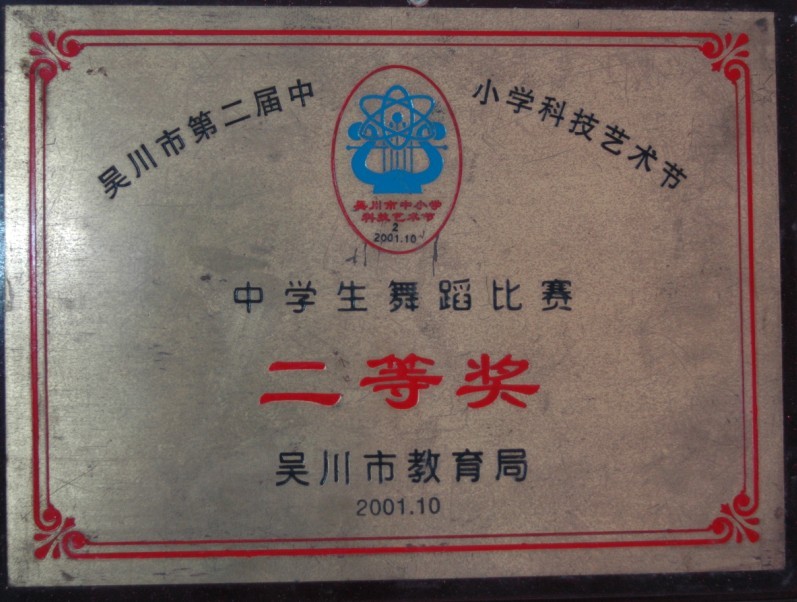 吴川市第二届中小学科技艺术节
吴川市中小学
科技艺术节
2
2001.10
中学生舞蹈比赛
二等奖
吴川市教育局
2001.10